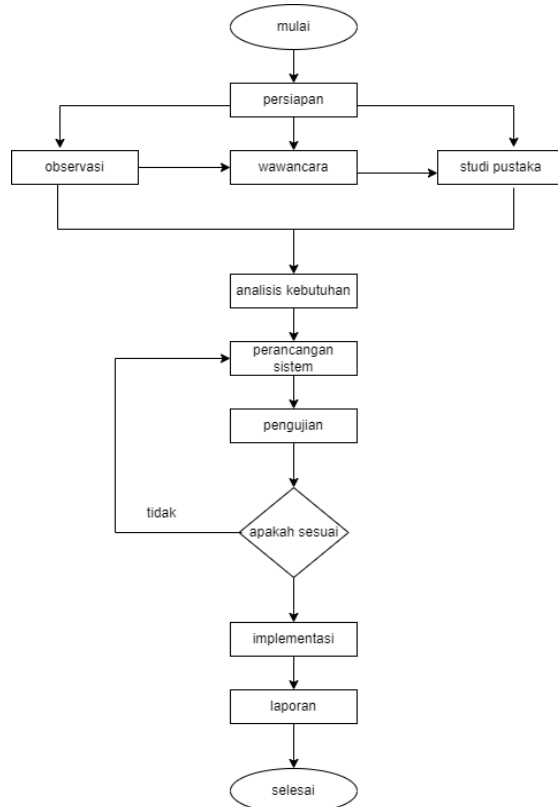 mulai
persiapan
observasi
wawancara
studi pustaka
analisis kebutuhan
perancangan
sistem
pengujian
tidak
apakah sesuai
implementasi
laporan
selesai